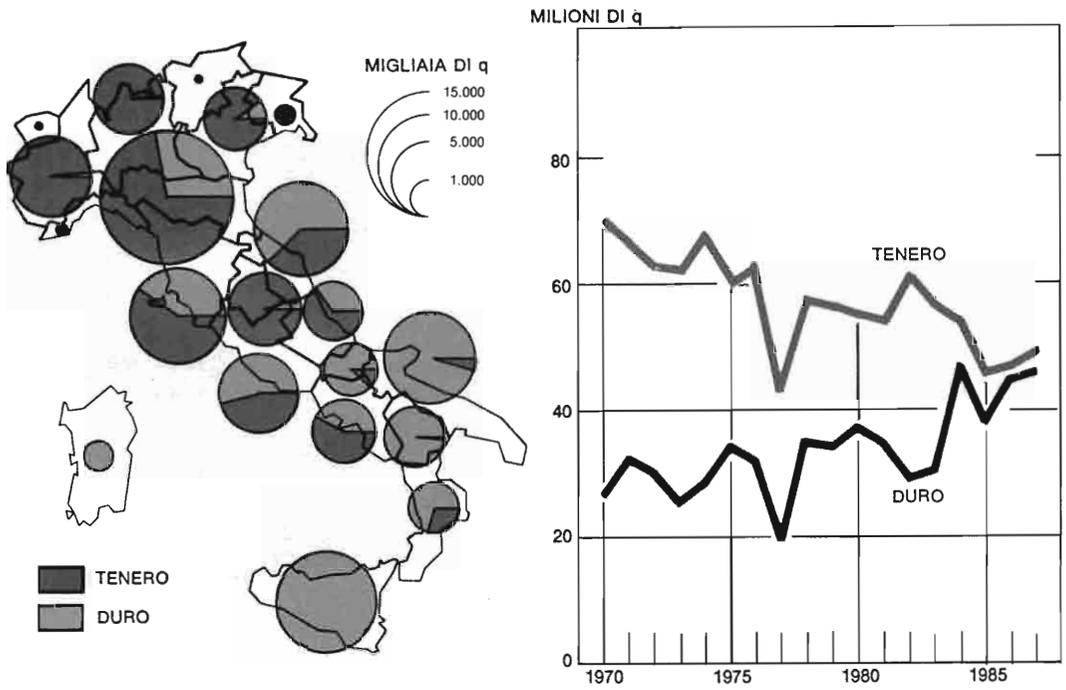 MIGLIAIA DI q
15.000
10.000
5.000
1.000
TENERO
DURO
MILIONI DI q
80
60
40
20
0
TENERO
DURO
1970
1975
1980
1985